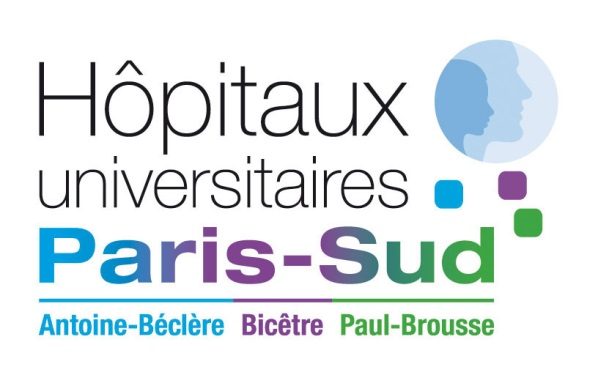 Hôpitaux
universitaires
Paris-Sud
Antoine-Béclère Bicêtre Paul-Brousse